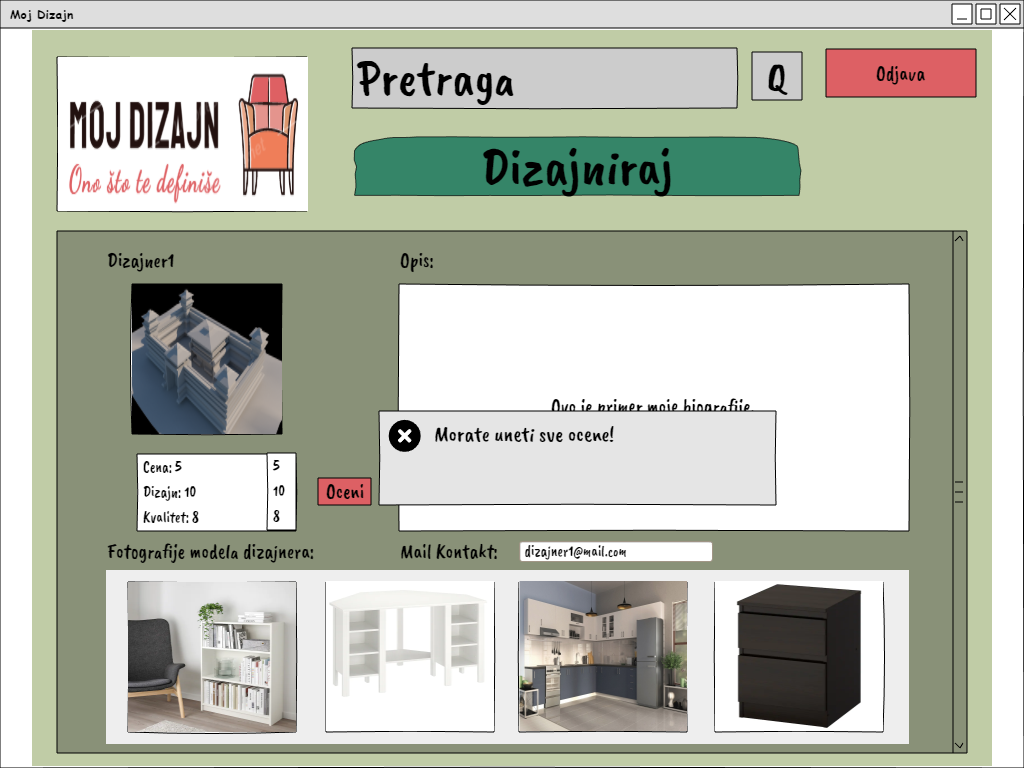 Moj Dizajn
Pretraga
Q
Odjava
MOJ DIZAJN
Ono što te definiše
Dizajniraj
Dizajner1
Opis:
Ovo je primer moje biografije.
Morate uneti sve ocene!
Cena: 5
5
Dizajn: 10
10
Kvalitet: 8
8
Oceni
Fotografije modela dizajnera:
Mail Kontakt:
dizajner1@mail.com